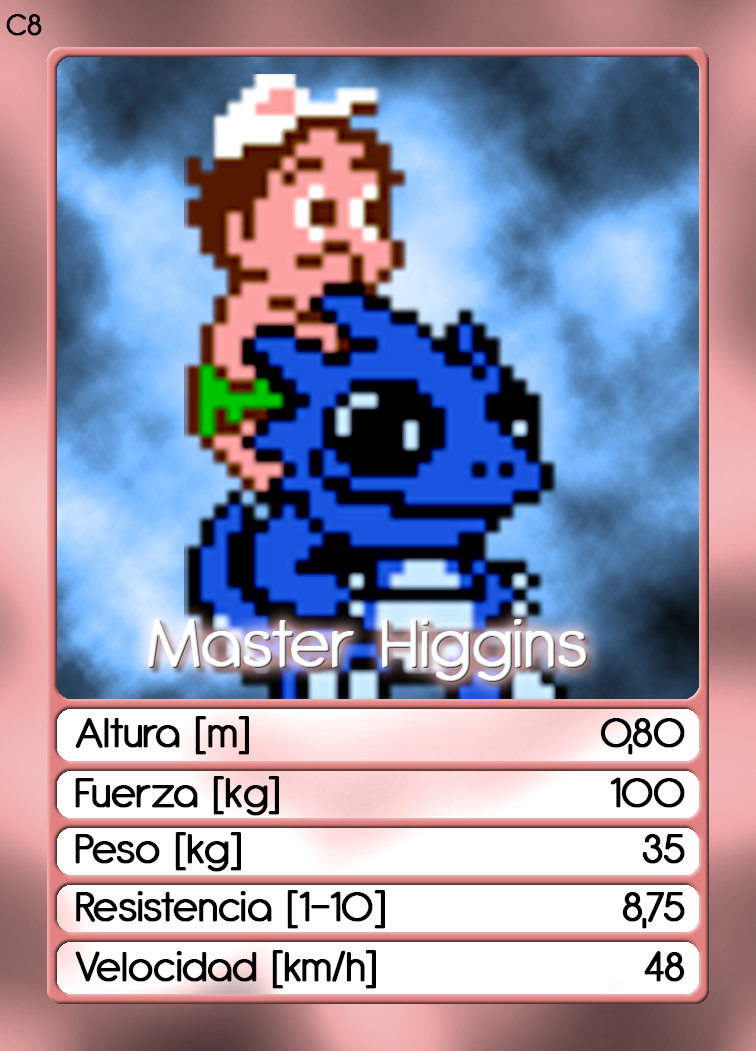 C8
Master Higgins
Altura [m] 0,80
Fuerza [kg] 100
Peso [kg] 35
Resistencia [1-10] 8,75
Velocidad [km/h] 48